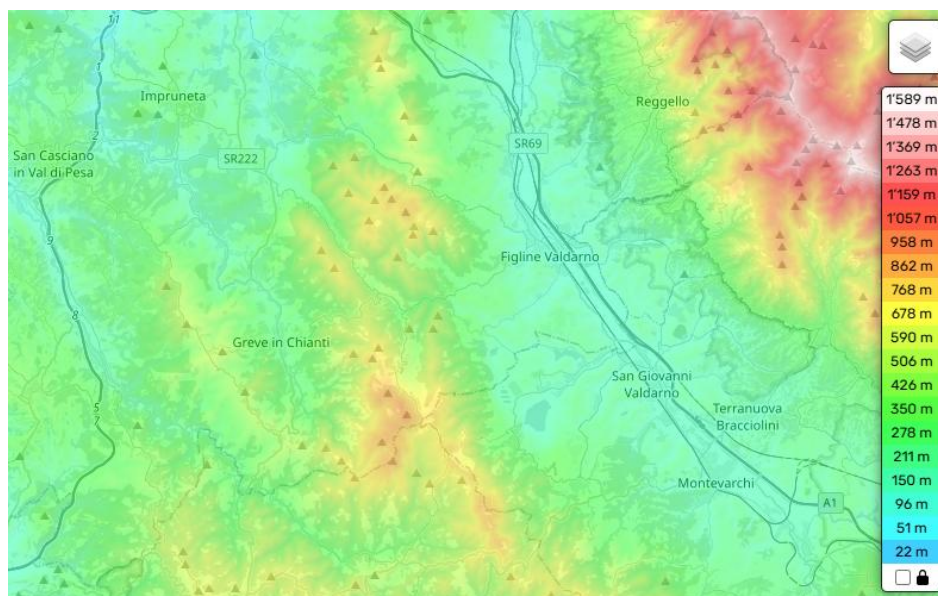 11
1
Impruneta
2
San Casciano
in Val di Pesa
SR222
SR69
Reggello
9
Figline Valdarno
8
Greve in Chianti
San Giovanni
Valdarno
Terranuova
Bracciolini
Montevarchi
A1
1'589 m
1'478 m
1'369 m
1'263 m
1'159 m
1'057 m
958 m
862 m
768 m
678 m
590 m
506 m
426 m
350 m
278 m
211 m
150 m
96 m
51 m
22 m